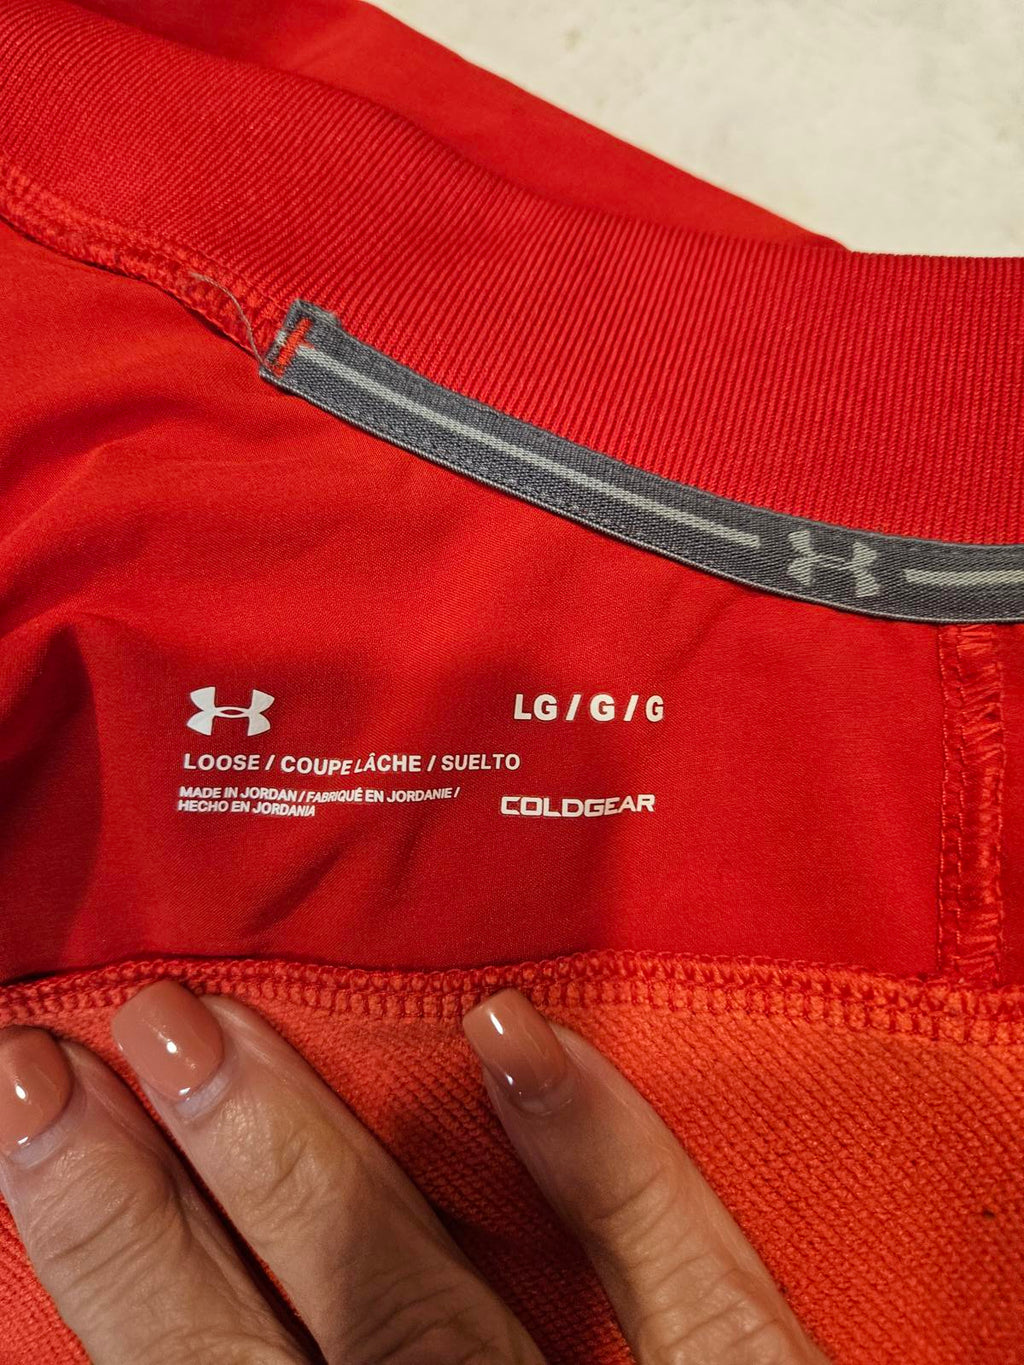 LG / G / G
LOOSE / COUPE LÂCHE / SUELTO
MADE IN JORDAN / FABRIQUÉ EN JORDANIE /
HECHO EN JORDANIA
COLDGEAR